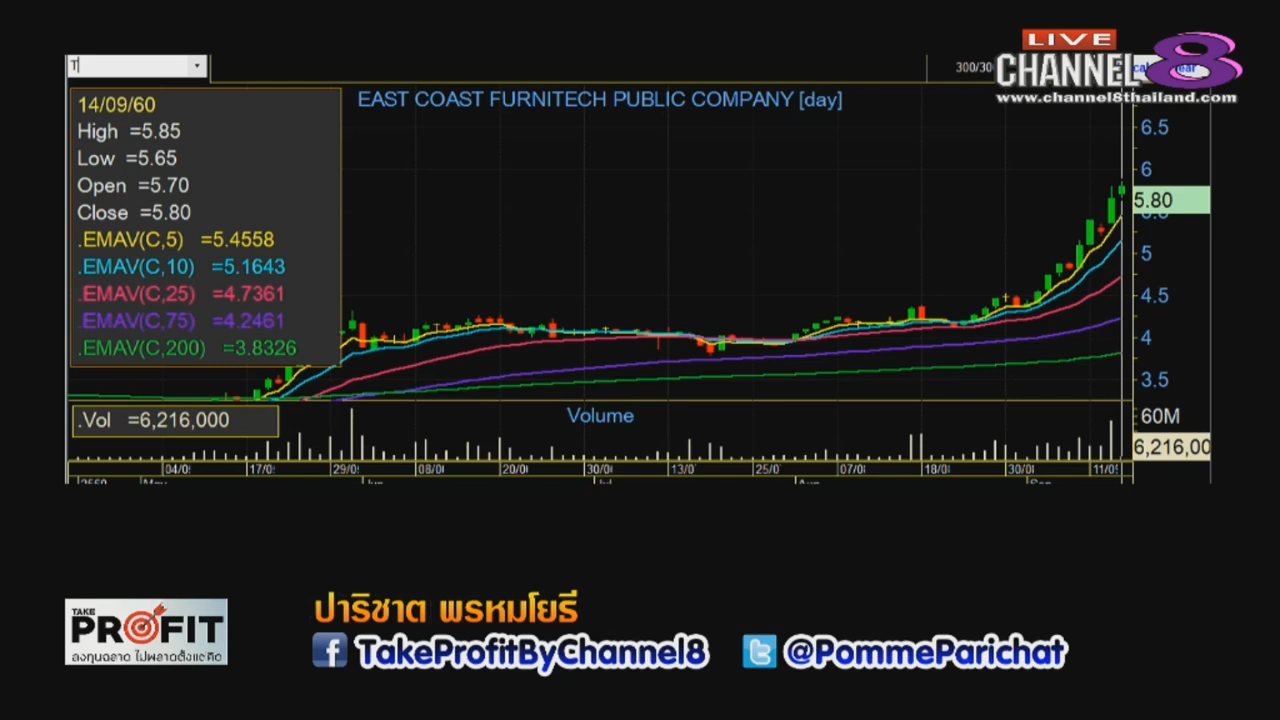 T
300/30
LIVE
CHANNEL 8
www.channel8thailand.com
EAST COAST FURNITECH PUBLIC COMPANY [day]
14/09/60
High =5.85
Low =5.65
Open =5.70
Close =5.80
.EMAV(C,5) =5.4558
.EMAV(C,10) =5.1643
.EMAV(C,25) =4.7361
.EMAV(C,75) =4.2461
.EMAV(C,200) =3.8326
6.5
6
5.80
5
4.5
4
3.5
.Vol =6,216,000
Volume
60M
6,216,00
04/0 17/0 29/0 08/0 20/0 30/0 13/0 25/0 07/0 18/0 30/0 11/0
TAKE
PROFIT
ลงทุนฉลาด ไม่พลาดตั้งแต่คิด
ปาริชาต พรหมโยธี
TakeProfitByChannel8
@PommeParichat